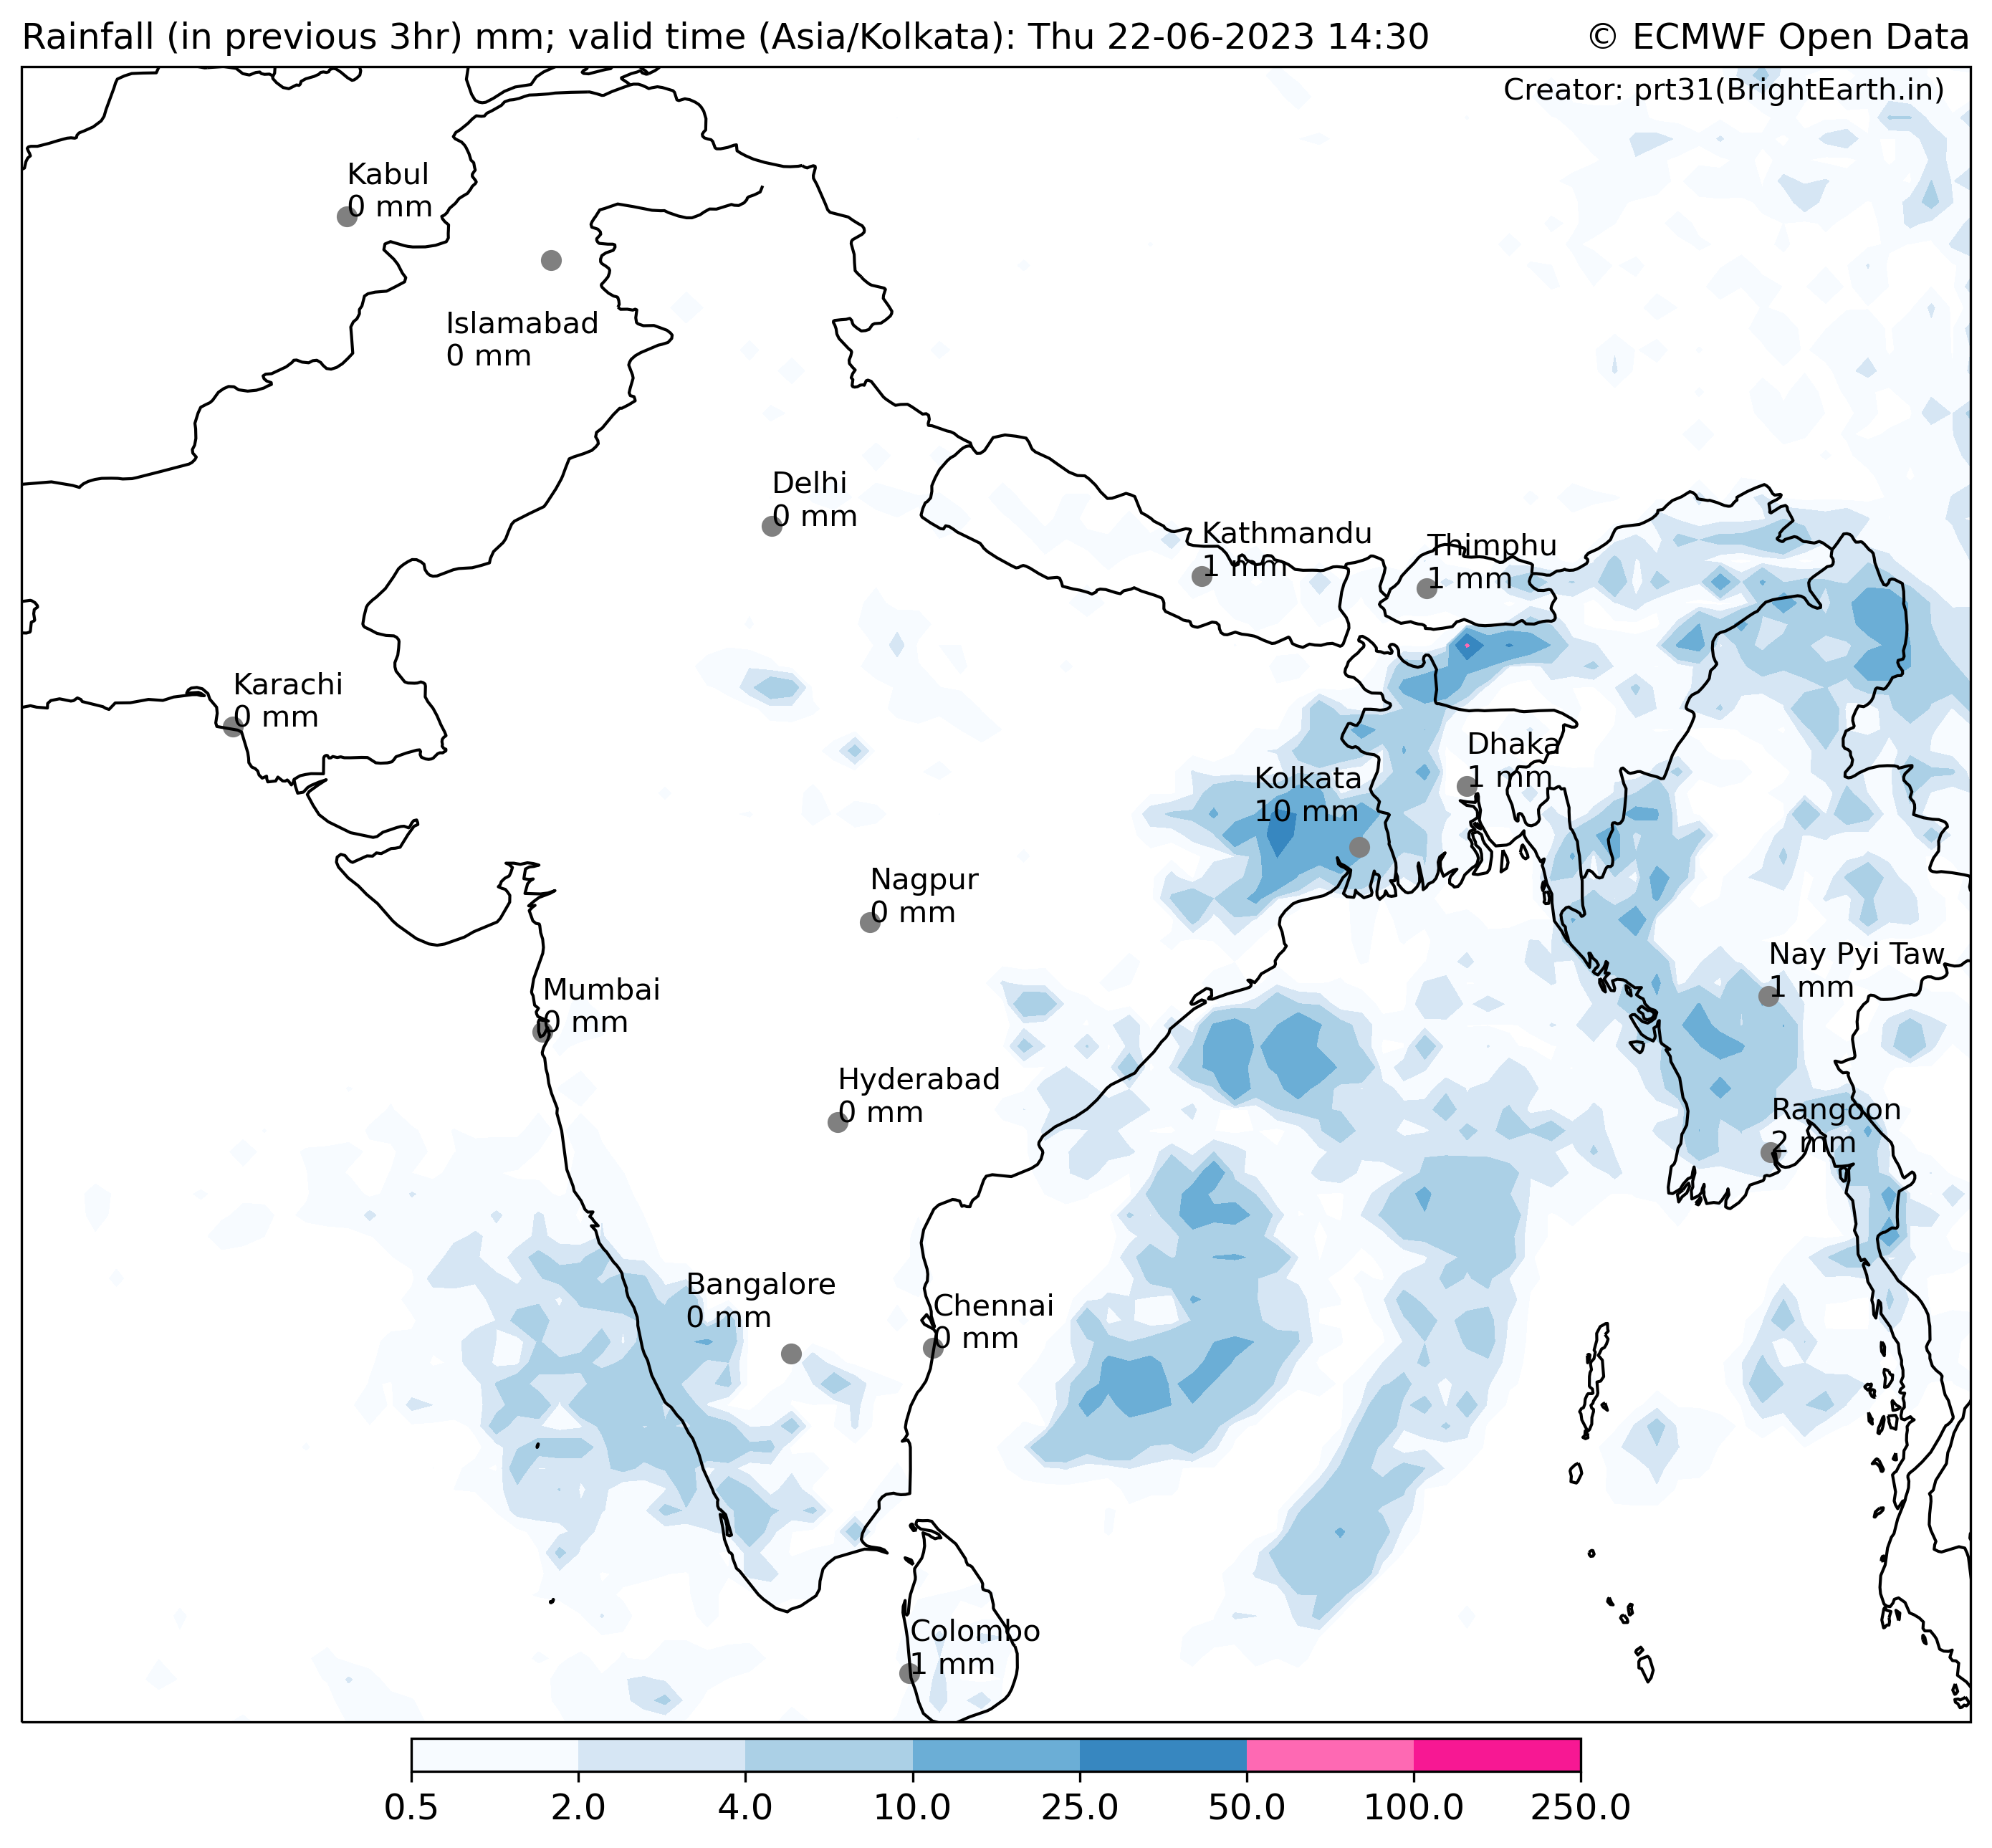 Rainfall (in previous 3hr) mm; valid time (Asia/Kolkata): Thu 22-06-2023 14:30
© ECMWF Open Data
Creator: prt31(BrightEarth.in)
Kabul
0 mm
Islamabad
0 mm
Delhi
0 mm
Kathmandu
1 mm
Thimphu
1 mm
Karachi
0 mm
Dhaka
1 mm
Kolkata
10 mm
Nagpur
0 mm
Nay Pyi Taw
1 mm
Mumbai
0 mm
Hyderabad
0 mm
Rangoon
2 mm
Bangalore
0 mm
Chennai
0 mm
Colombo
1 mm
0.5 2.0 4.0 10.0 25.0 50.0 100.0 250.0